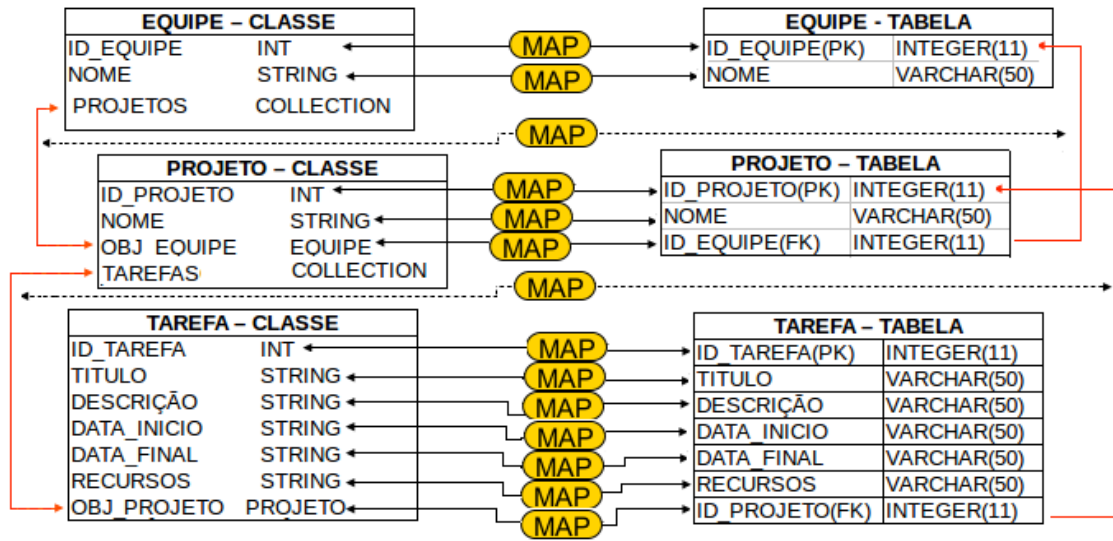 EQUIPE – CLASSE
ID_EQUIPE INT
NOME STRING
PROJETOS COLLECTION
MAP
MAP
EQUIPE - TABELA
ID_EQUIPE(PK) INTEGER(11)
NOME VARCHAR(50)
MAP
PROJETO – CLASSE
ID_PROJETO INT
NOME STRING
OBJ_EQUIPE EQUIPE
TAREFAS COLLECTION
MAP
MAP
MAP
PROJETO – TABELA
ID_PROJETO(PK) INTEGER(11)
NOME VARCHAR(50)
ID_EQUIPE(FK) INTEGER(11)
MAP
TAREFA – CLASSE
ID_TAREFA INT
TITULO STRING
DESCRIÇÃO STRING
DATA_INICIO STRING
DATA_FINAL STRING
RECURSOS STRING
OBJ_PROJETO PROJETO
MAP
MAP
MAP
MAP
MAP
MAP
MAP
TAREFA – TABELA
ID_TAREFA(PK) INTEGER(11)
TITULO VARCHAR(50)
DESCRIÇÃO VARCHAR(50)
DATA_INICIO VARCHAR(50)
DATA_FINAL VARCHAR(50)
RECURSOS VARCHAR(50)
ID_PROJETO(FK) INTEGER(11)